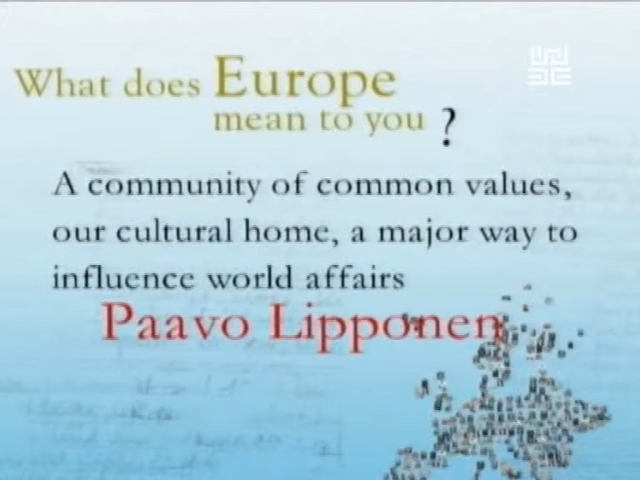 What does Europe
mean to you ?
A community of common values,
our cultural home, a major way to
influence world affairs
Paavo Lipponen